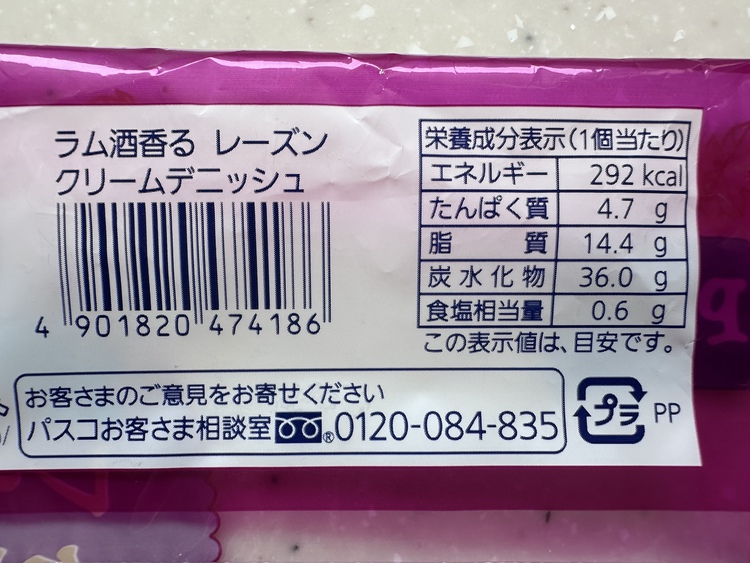 ラム酒香る レーズン
クリームデニッシュ
4 901820 474186
栄養成分表示(1個当たり)
エネルギー 292 kcal
たんぱく質 4.7 g
脂質 14.4 g
炭水化物 36.0 g
食塩相当量 0.6 g
この表示値は、目安です。
お客さまのご意見をお寄せください
パスコお客さま相談室 ® 0120-084-835
プラ PP